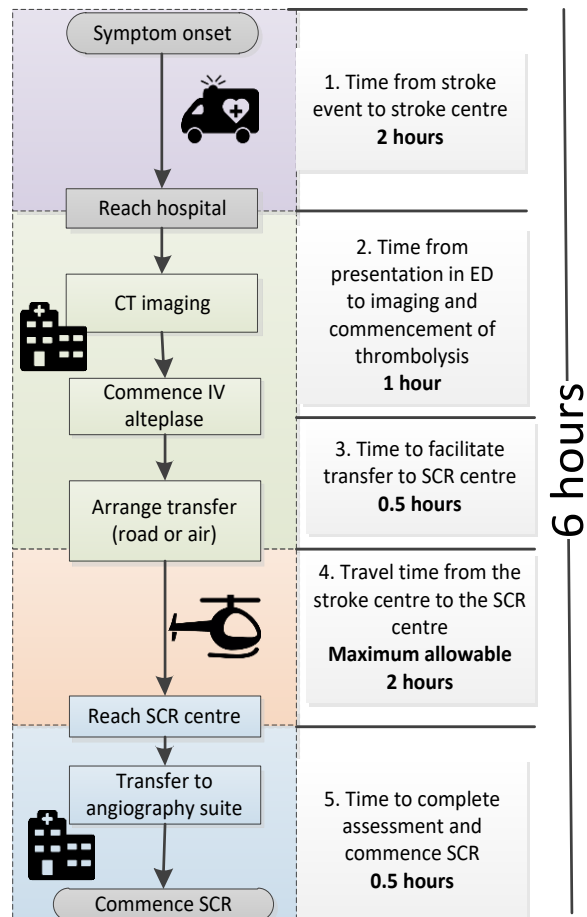 Symptom onset
1. Time from stroke
event to stroke centre
2 hours
Reach hospital
2. Time from
presentation in ED
to imaging and
commencement of
thrombolysis
1 hour
CT imaging
Commence IV
alteplase
3. Time to facilitate
transfer to SCR centre
0.5 hours
Arrange transfer
(road or air)
4. Travel time from the
stroke centre to the SCR
centre
Maximum allowable
2 hours
Reach SCR centre
Transfer to
angiography suite
5. Time to complete
assessment and
commence SCR
0.5 hours
Commence SCR
6 hours